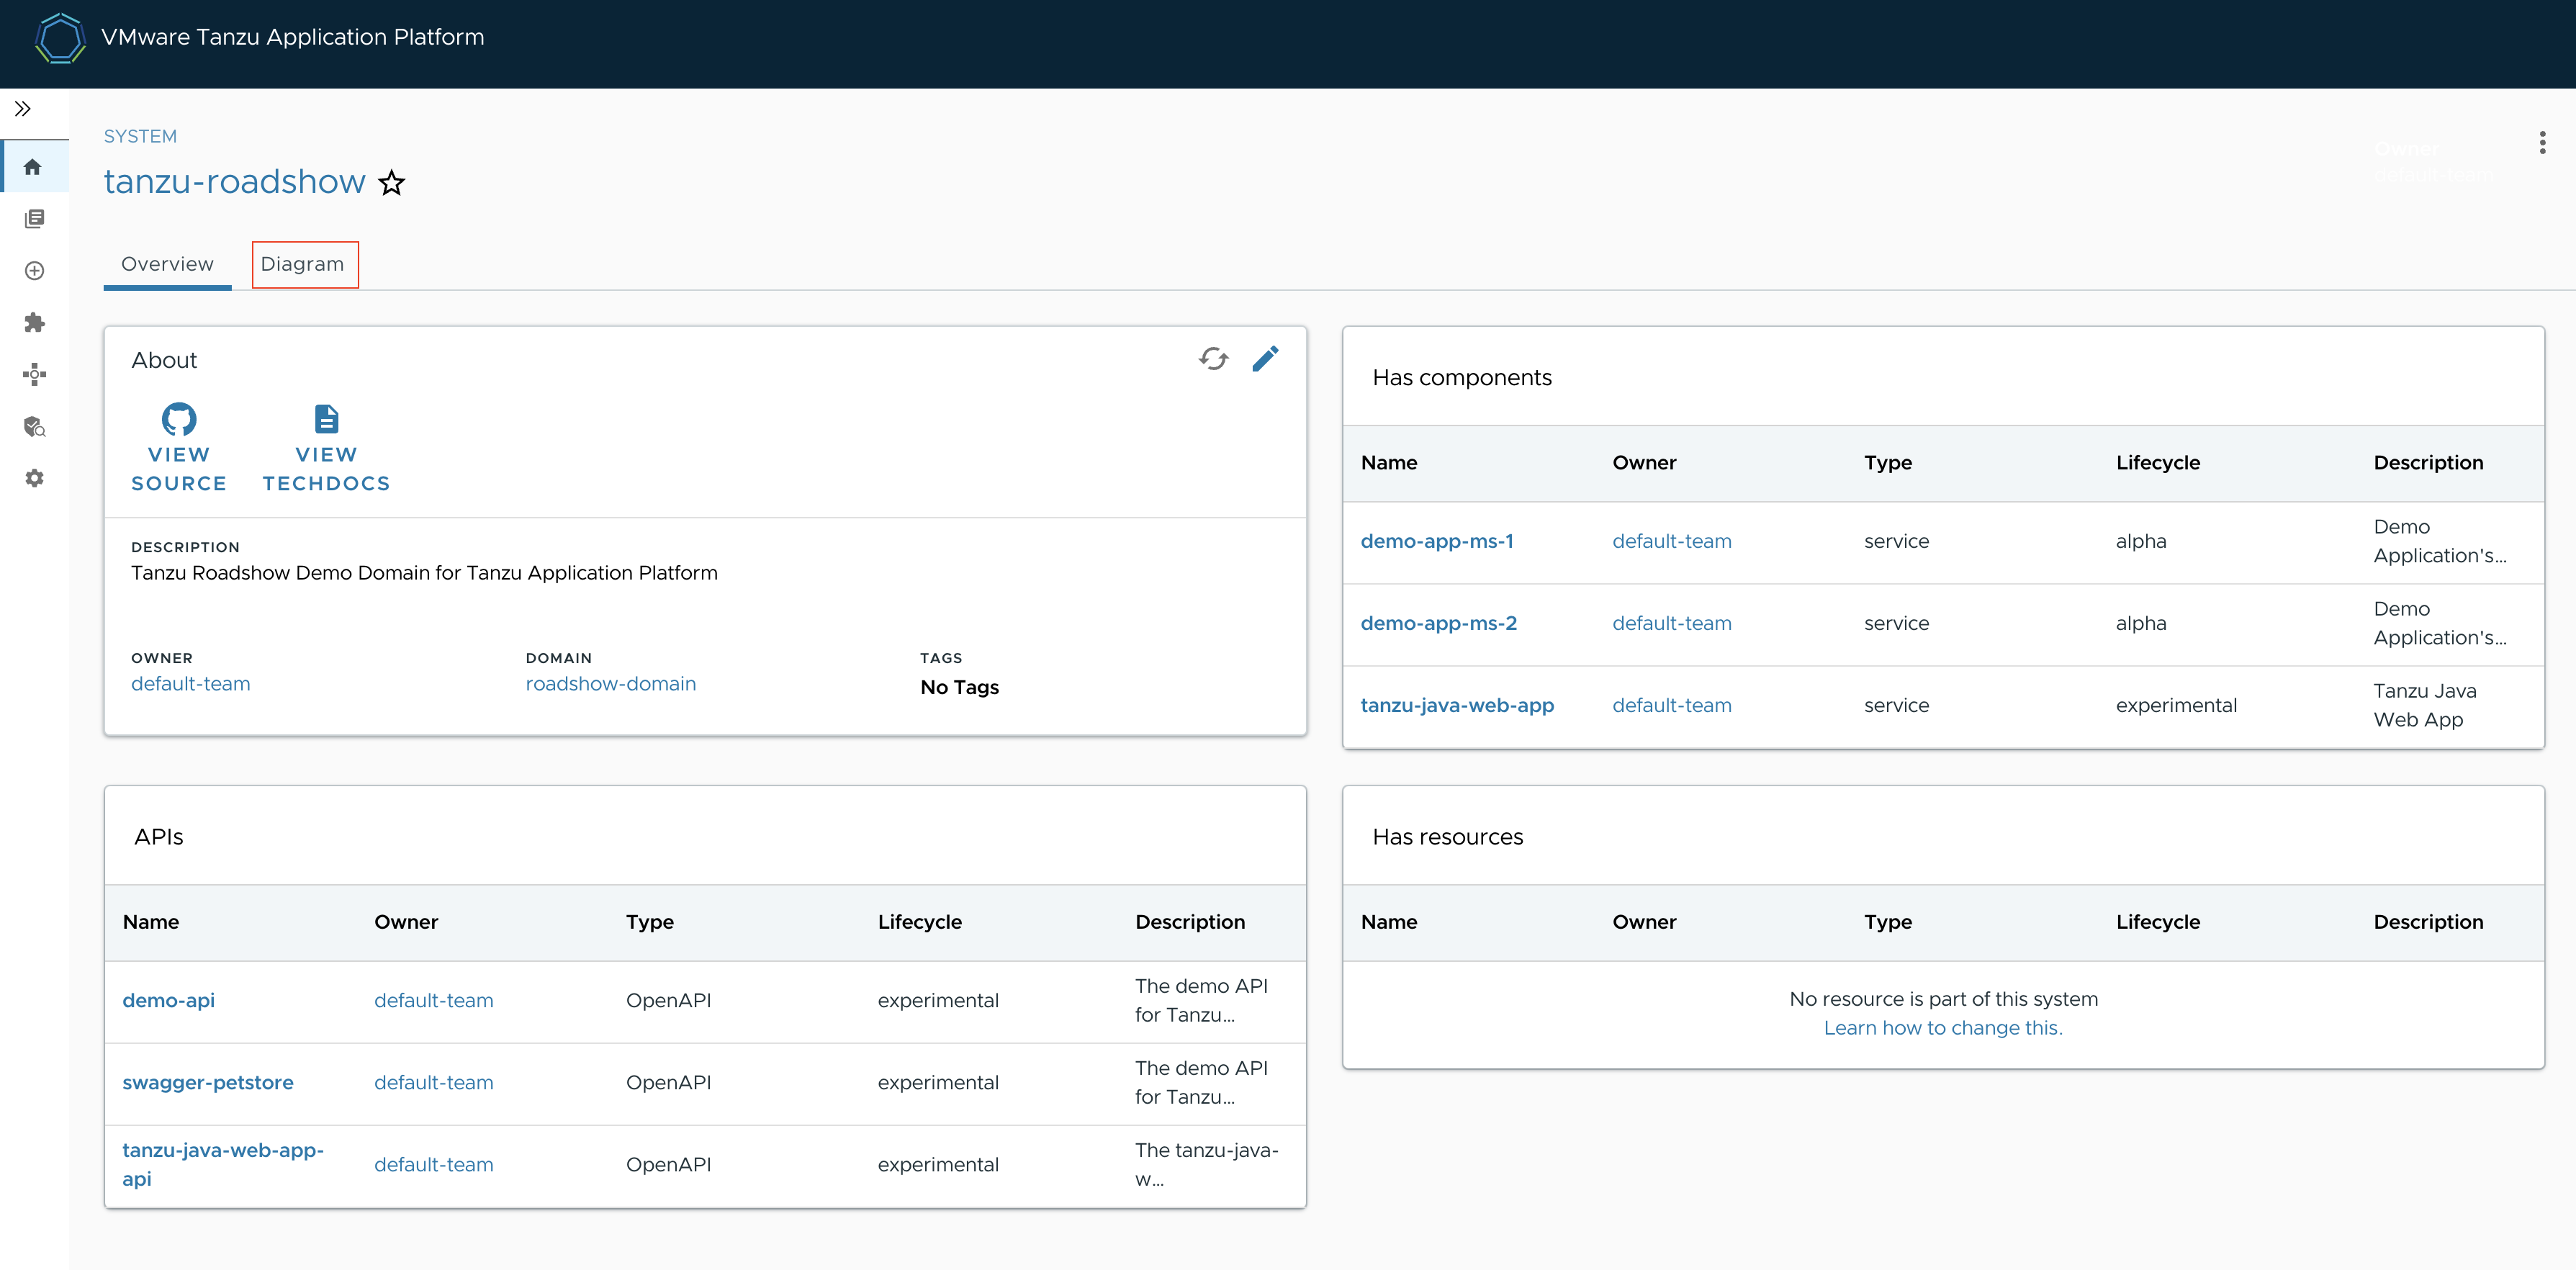 VMware Tanzu Application Platform
SYSTEM
Owner
tanzu-roadshow
default-team
Overview
Diagram
About
VIEW
SOURCE
VIEW
TECHDOCS
DESCRIPTION
Tanzu Roadshow Demo Domain for Tanzu Application Platform
OWNER
default-team
DOMAIN
roadshow-domain
TAGS
No Tags
Has components
Name Owner Type Lifecycle Description
demo-app-ms-1 default-team service alpha Demo
Application's...
demo-app-ms-2 default-team service alpha Demo
Application's...
tanzu-java-web-app default-team service experimental Tanzu Java
Web App
APIs
Name Owner Type Lifecycle Description
demo-api default-team OpenAPI experimental The demo API
for Tanzu...
swagger-petstore default-team OpenAPI experimental The demo API
for Tanzu...
tanzu-java-web-app-
api default-team OpenAPI experimental The tanzu-java-
w...
Has resources
Name Owner Type Lifecycle Description
No resource is part of this system
Learn how to change this.